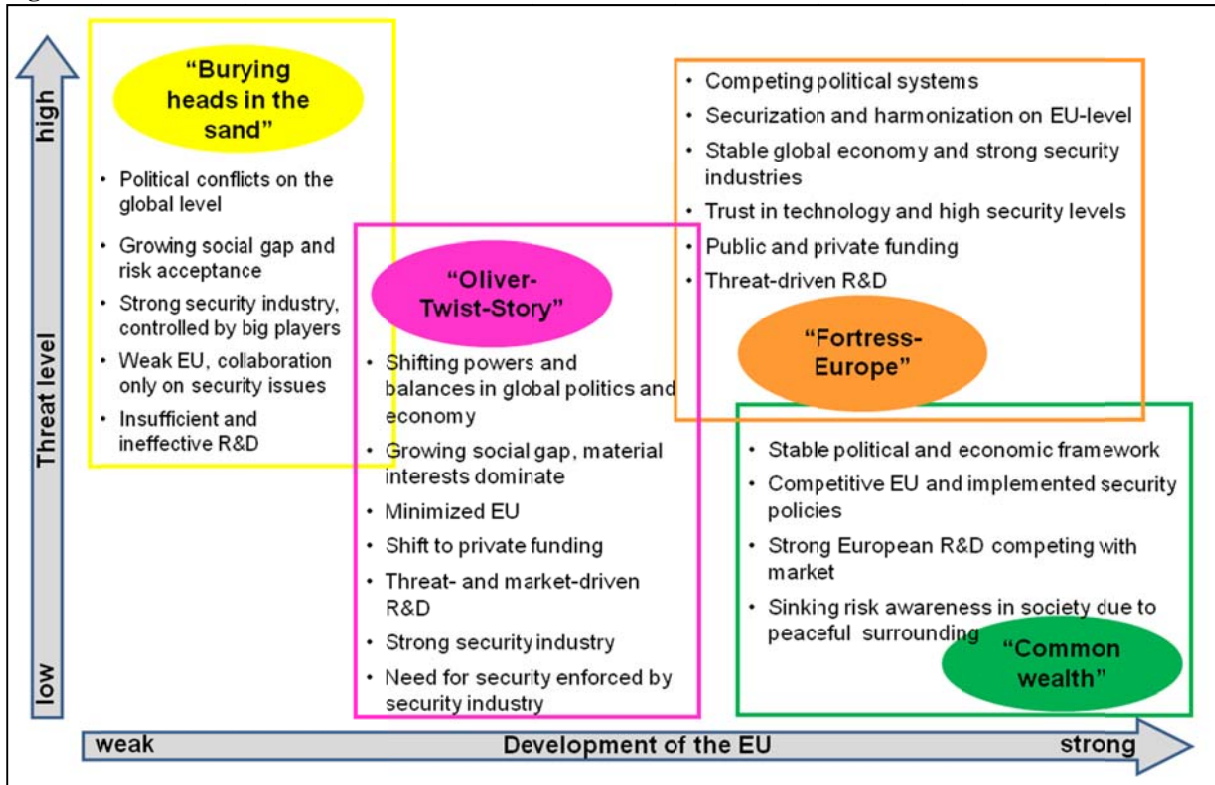 high
Threat level
low
“Burying
heads in the
sand”
• Political conflicts on the
global level
• Growing social gap and
risk acceptance
• Strong security industry,
controlled by big players
• Weak EU, collaboration
only on security issues
• Insufficient and
ineffective R&D
“Oliver-
Twist-Story”
• Shifting powers and
balances in global politics and
economy
• Growing social gap, material
interests dominate
• Minimized EU
• Shift to private funding
• Threat- and market-driven
R&D
• Strong security industry
• Need for security enforced by
security industry
• Competing political systems
• Securization and harmonization on EU-level
• Stable global economy and strong security
industries
• Trust in technology and high security levels
• Public and private funding
• Threat-driven R&D
“Fortress-
Europe”
• Stable political and economic framework
• Competitive EU and implemented security
policies
• Strong European R&D competing with
market
• Sinking risk awareness in society due to
peaceful surrounding
“Common
wealth”
weak
Development of the EU
strong